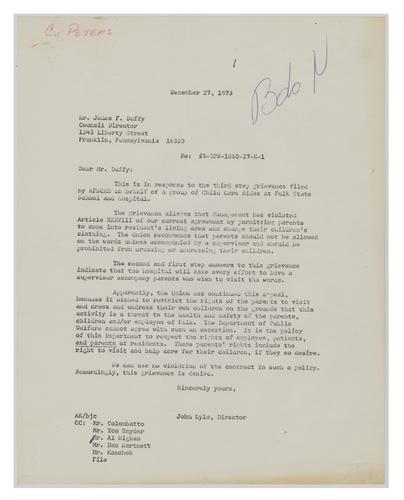 C. PETERS
December 27, 1973
Mr. James F. Duffy
Council Director
1243 Liberty Street
Franklin, Pennsylvania 16323
Re:
Dear Mr. Duffy:
This is in response to the third step grievance filed
by AFSCME on behalf of a group of Child Care Aides at Polk State
School and Hospital.
The grievance alleges that Management has violated
Article XXXVIII of our current agreement by permitting parents
to come into resident's living area and change their children's
clothing. The Union recommends that parents should not be allowed
on the wards unless accompanied by a supervisor and should be
prohibited from dressing or undressing their children.
The second and first step answers to this grievance
indicate that the hospital will make every effort to have a
supervisor accompany parents who wish to visit the wards.
Apparently, the Union has continued this appeal,
because it wished to restrict the rights of the parents to visit
and dress and undress their own children on the grounds that this
activity is a threat to the health and safety of the parents,
children and/or employes of Polk. The Department of Public
Welfare cannot agree with such an assertion. It is the policy
of this Department to respect the rights of employes, patients,
and parents of residents. These parents' rights include the
right to visit and help care for their children, if they so desire.
We can see no violation of the contract in such a policy.
Accordingly, this grievance is denied.
Sincerely yours,
John Lyle, Director
AK/bjc
CC: Mr. Colombatto
Mr. Tom Snyder
Mr. Al Higham
Mr. Dan Hartnett
Mr. Kaschok
File